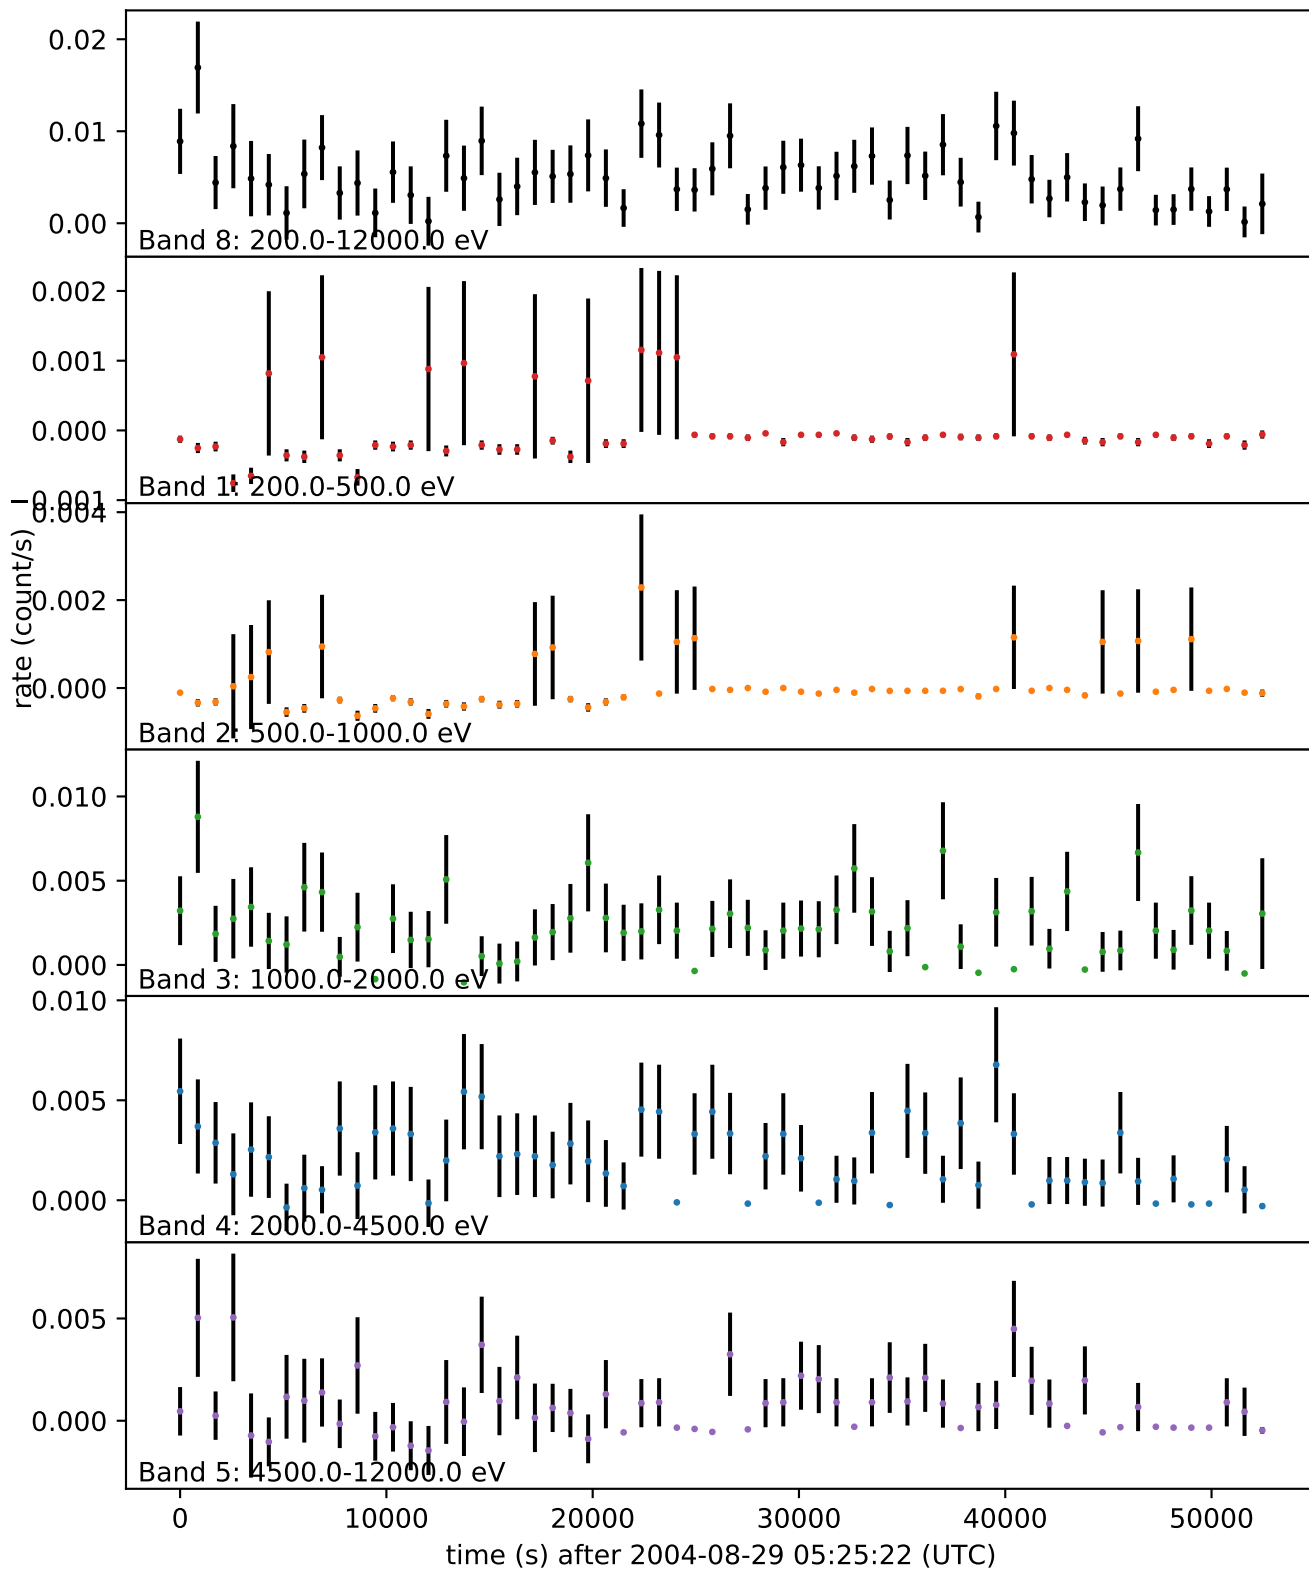 0.02
0.01
0.00
Band 8: 200.0-12000.0 eV
0.002
0.001
0.000
−0.001
Band 1: 200.0-500.0 eV
0.004
0.002
0.000
Band 2: 500.0-1000.0 eV
rate (count/s)
0.010
0.005
0.000
Band 3: 1000.0-2000.0 eV
0.010
0.005
0.000
Band 4: 2000.0-4500.0 eV
0.005
0.000
Band 5: 4500.0-12000.0 eV
0 10000 20000 30000 40000 50000
time (s) after 2004-08-29 05:25:22 (UTC)